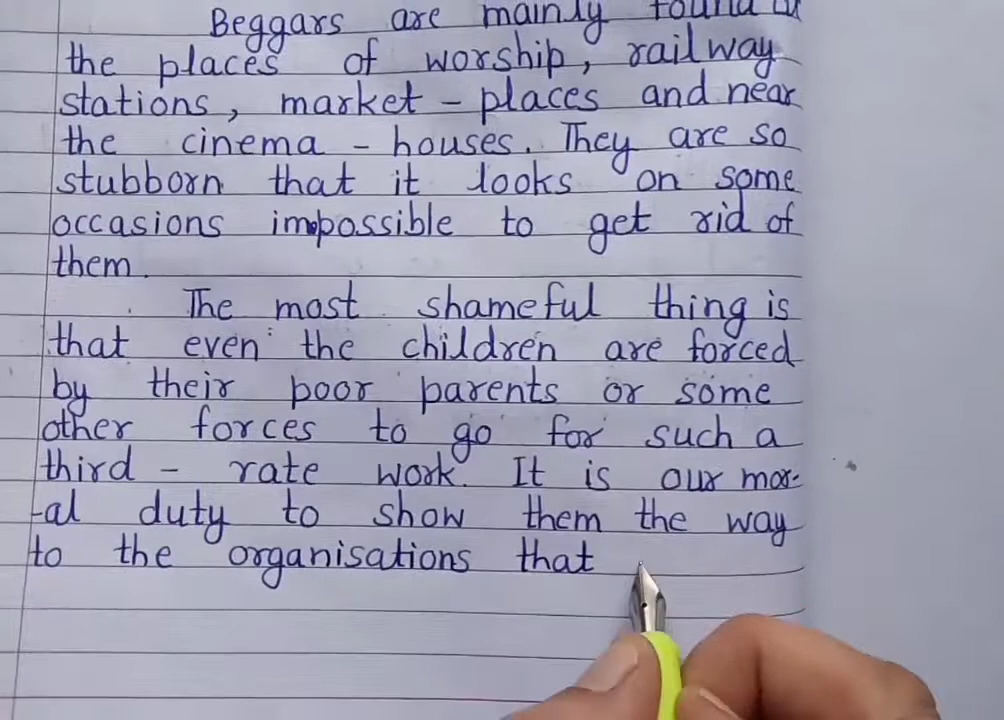 Beggars are mainly found in
the places of worship, railway
stations, market - places and near
the cinema - houses. They are so
stubborn that it looks on some
occasions impossible to get rid of
them.
The most shameful thing is
that even the children are forced
by their poor parents or some
other forces to go for such a
third - rate work. It is our mor-
-al duty to show them the way
to the organisations that